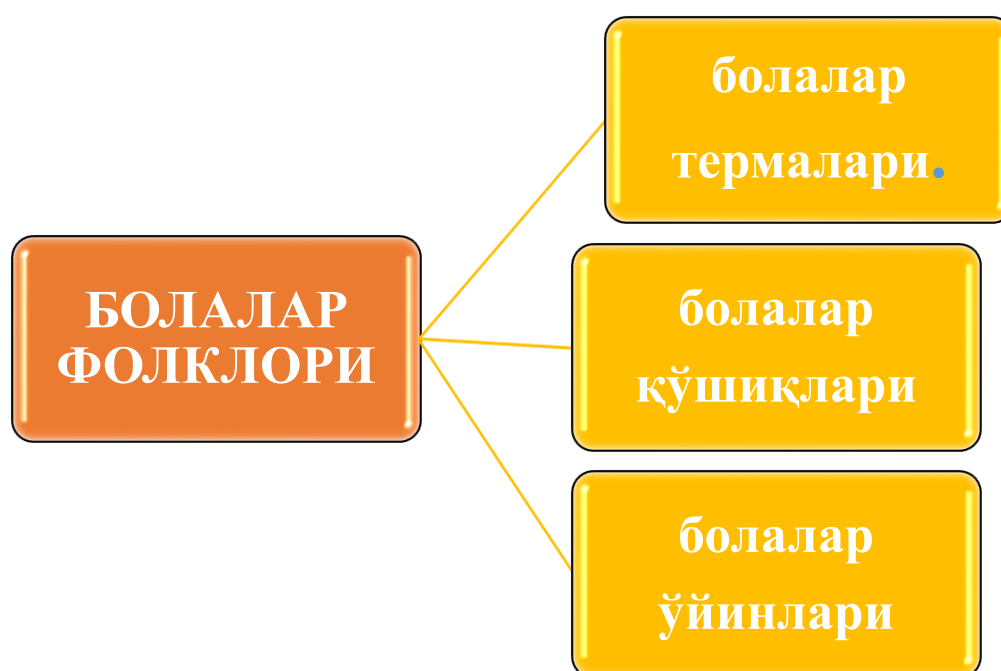 БОЛАЛАР
ФОЛКЛОРИ
болалар
термалари.
болалар
қўшиқлари
болалар
ўйинлари